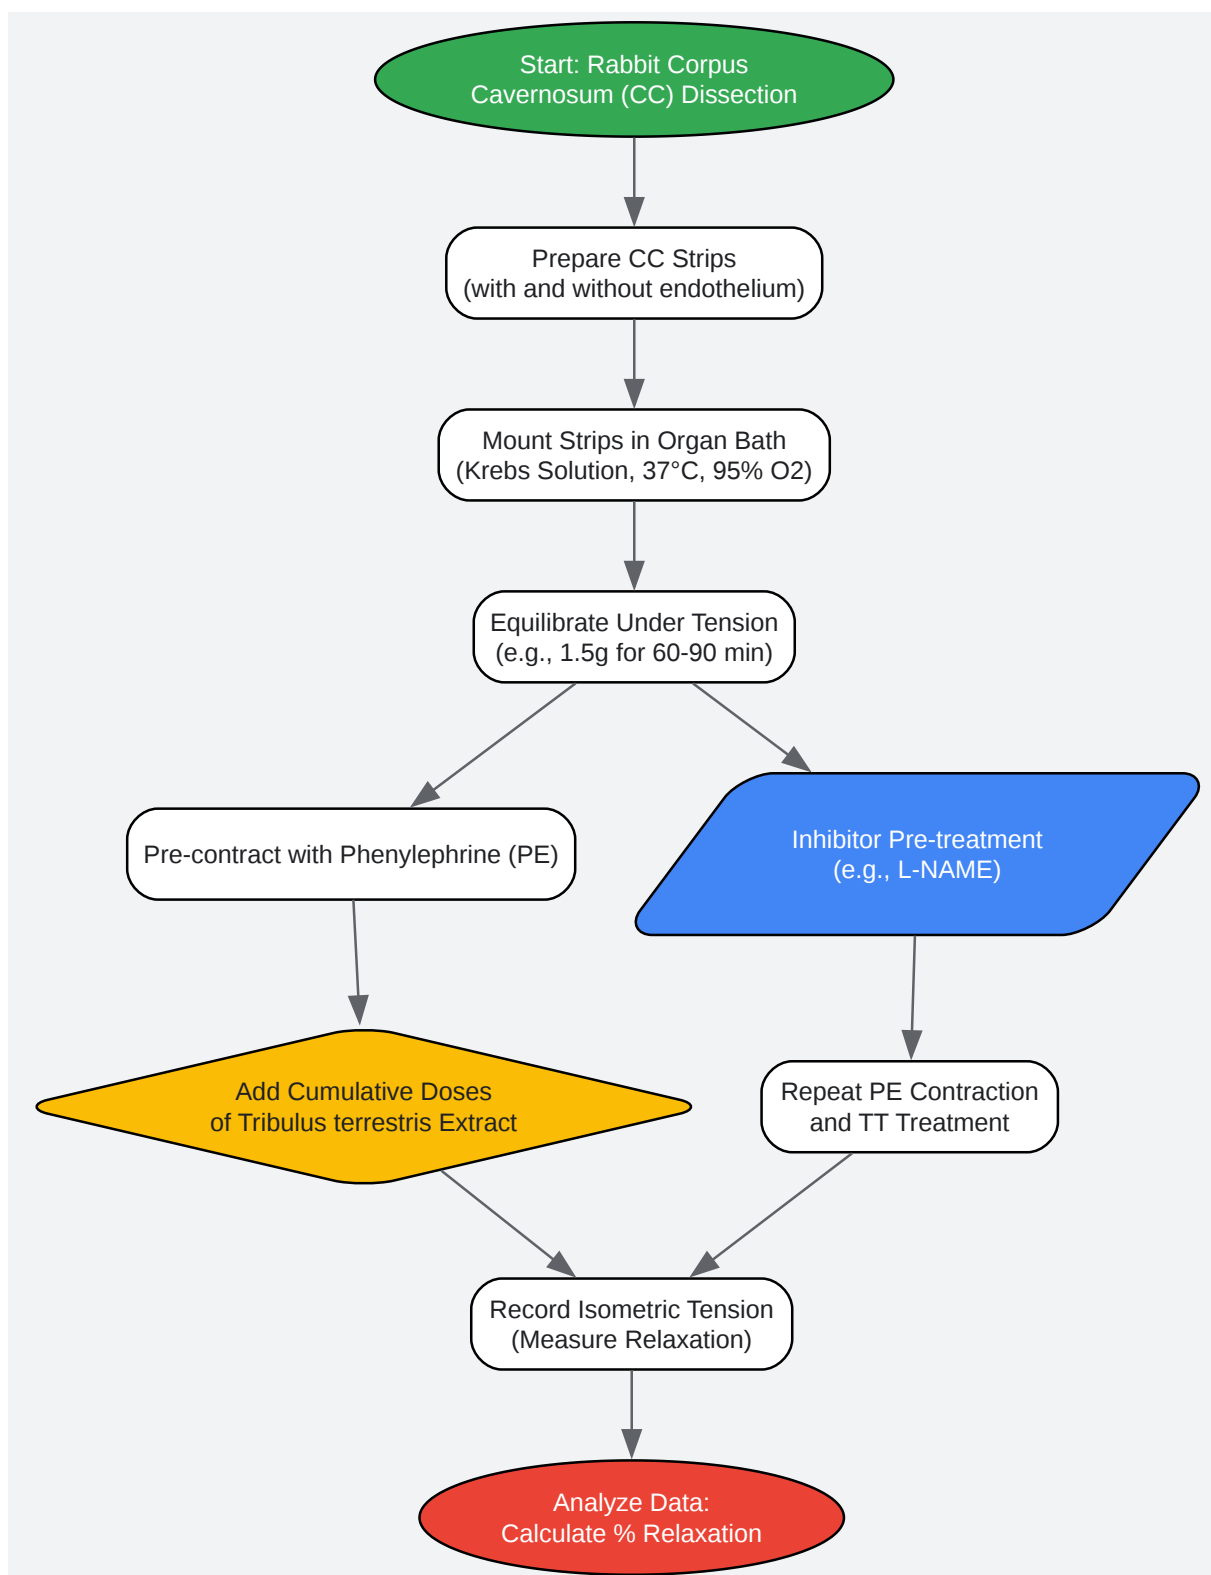 Start: Rabbit Corpus
Cavernosum (CC) Dissection
Prepare CC Strips
(with and without endothelium)
Mount Strips in Organ Bath
(Krebs Solution, 37°C, 95% O2)
Equilibrate Under Tension
(e.g., 1.5g for 60-90 min)
Pre-contract with Phenylephrine (PE)
Inhibitor Pre-treatment
(e.g., L-NAME)
Add Cumulative Doses
of Tribulus terrestris Extract
Repeat PE Contraction
and TT Treatment
Record Isometric Tension
(Measure Relaxation)
Analyze Data:
Calculate % Relaxation